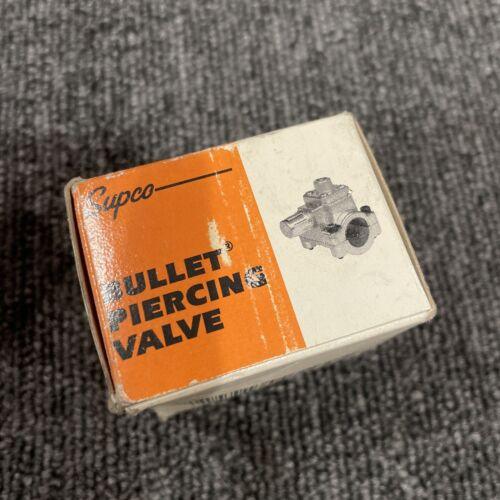 Supco
BULLET®
PIERCING
VALVE